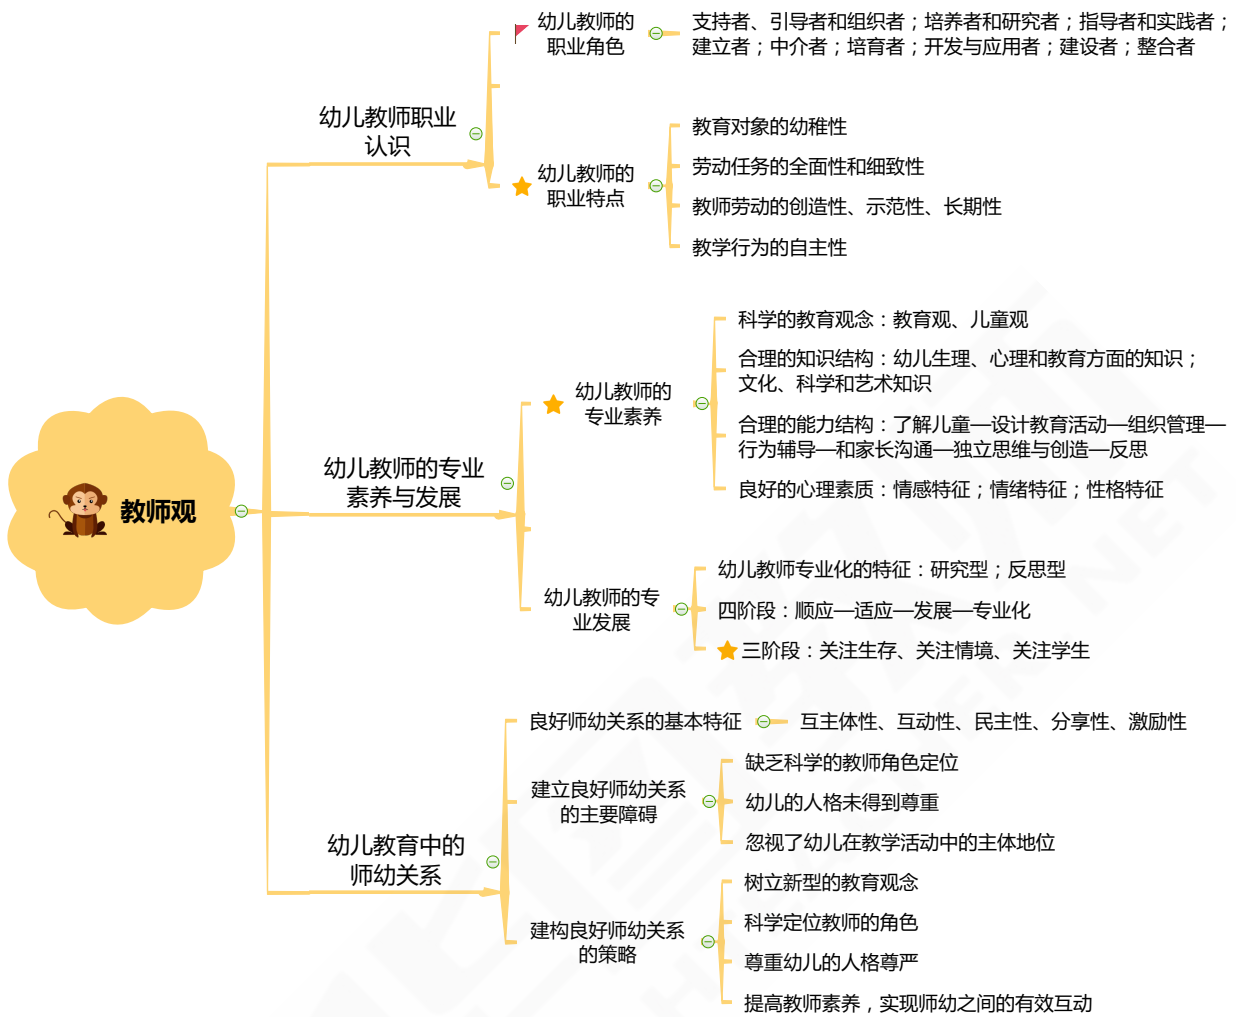 教师观
幼儿教师职业
认识
幼儿教师的
职业角色
支持者、引导者和组织者；培养者和研究者；指导者和实践者；
建立者；中介者；培育者；开发与应用者；建设者；整合者
幼儿教师的
职业特点
教育对象的幼稚性
劳动任务的全面性和细致性
教师劳动的创造性、示范性、长期性
教学行为的自主性
幼儿教师的专业
素养与发展
幼儿教师的
专业素养
科学的教育观念：教育观、儿童观
合理的知识结构：幼儿生理、心理和教育方面的知识；
文化、科学和艺术知识
合理的能力结构：了解儿童—设计教育活动—组织管理—
行为辅导—和家长沟通—独立思维与创造—反思
良好的心理素质：情感特征；情绪特征；性格特征
幼儿教师的专
业发展
幼儿教师专业化的特征：研究型；反思型
四阶段：顺应—适应—发展—专业化
三阶段：关注生存、关注情境、关注学生
幼儿教育中的
师幼关系
良好师幼关系的基本特征
互主体性、互动性、民主性、分享性、激励性
建立良好师幼关系
的主要障碍
缺乏科学的教师角色定位
幼儿的人格未得到尊重
忽视了幼儿在教学活动中的主体地位
建构良好师幼关系
的策略
树立新型的教育观念
科学定位教师的角色
尊重幼儿的人格尊严
提高教师素养，实现师幼之间的有效互动